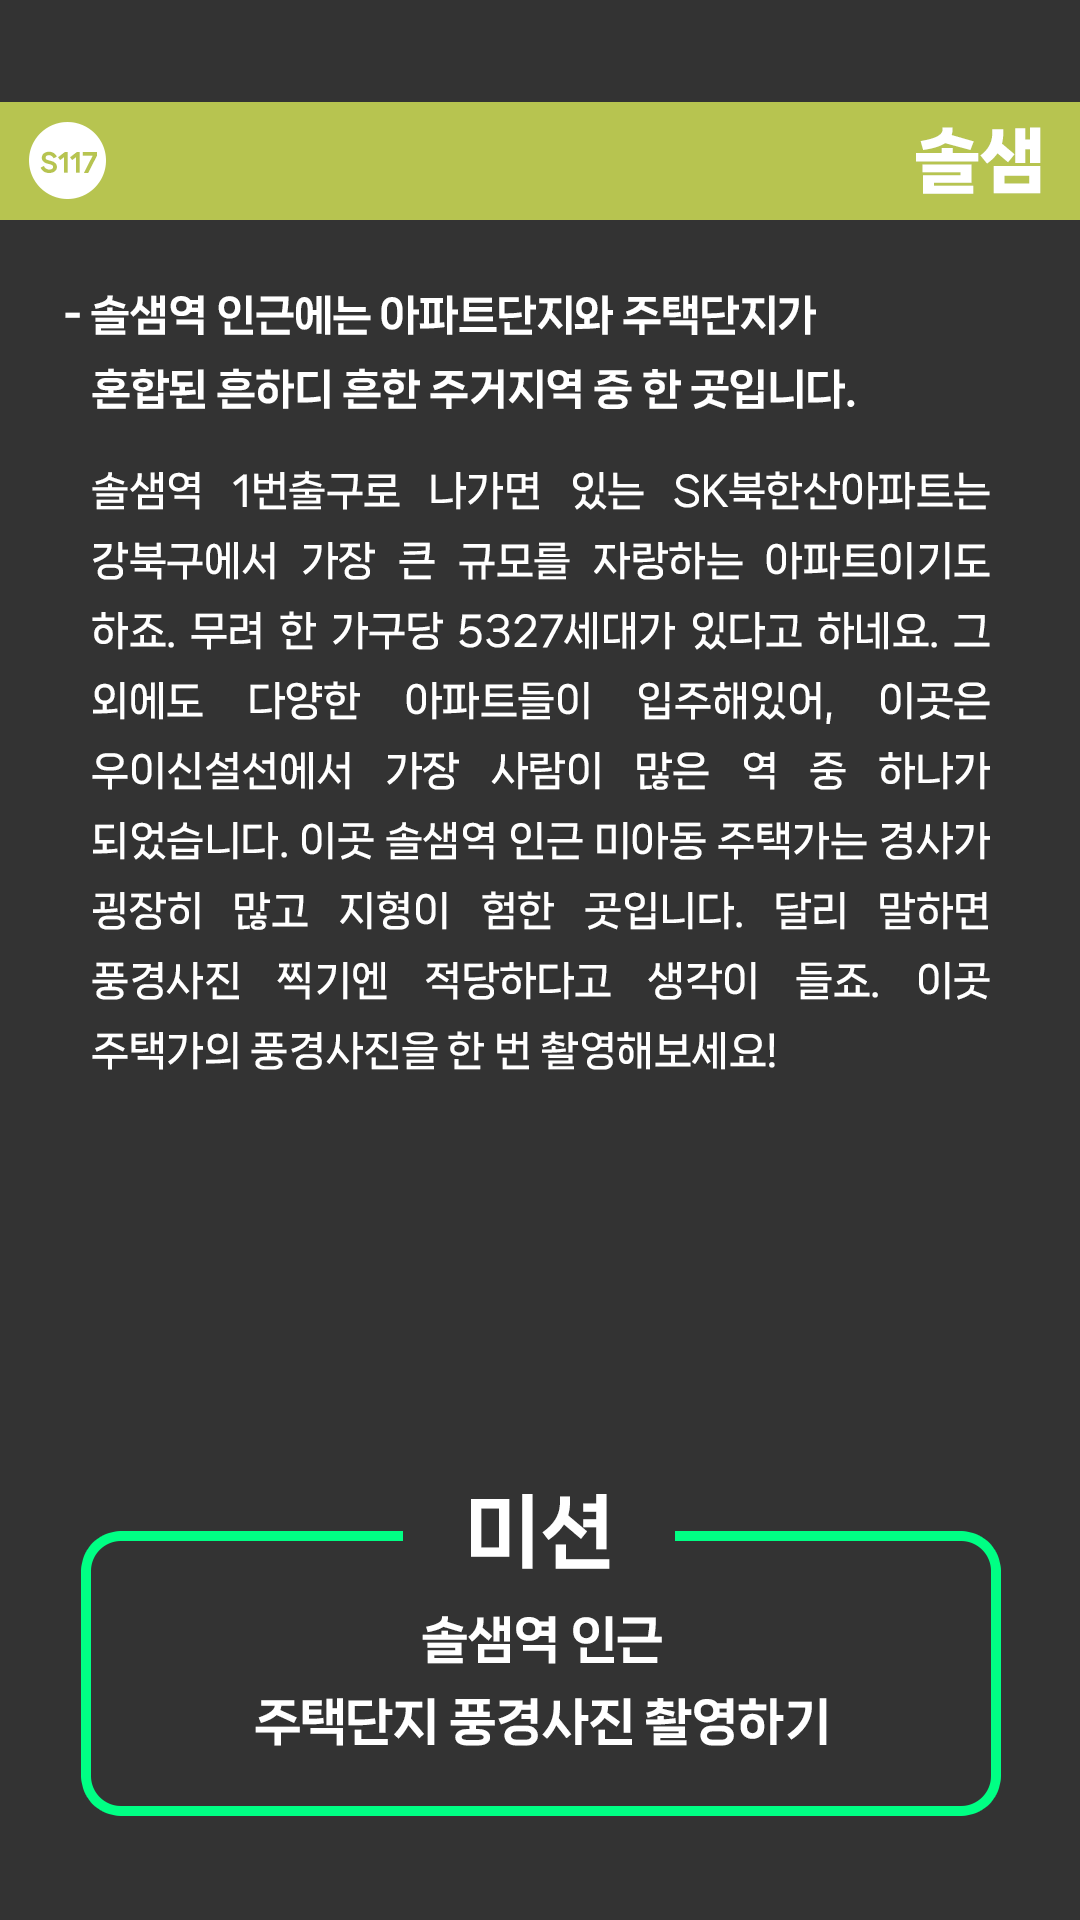 S117
솔샘
- 솔샘역 인근에는 아파트단지와 주택단지가
혼합된 흔하디 흔한 주거지역 중 한 곳입니다.
솔샘역 1번출구로 나가면 있는 SK북한산아파트는
강북구에서 가장 큰 규모를 자랑하는 아파트이기도
하죠. 무려 한 가구당 5327세대가 있다고 하네요. 그
외에도 다양한 아파트들이 입주해있어, 이곳은
우이신설선에서 가장 사람이 많은 역 중 하나가
되었습니다. 이곳 솔샘역 인근 미아동 주택가는 경사가
굉장히 많고 지형이 험한 곳입니다. 달리 말하면
풍경사진 찍기엔 적당하다고 생각이 들죠. 이곳
주택가의 풍경사진을 한 번 촬영해보세요!
미션
솔샘역 인근
주택단지 풍경사진 촬영하기